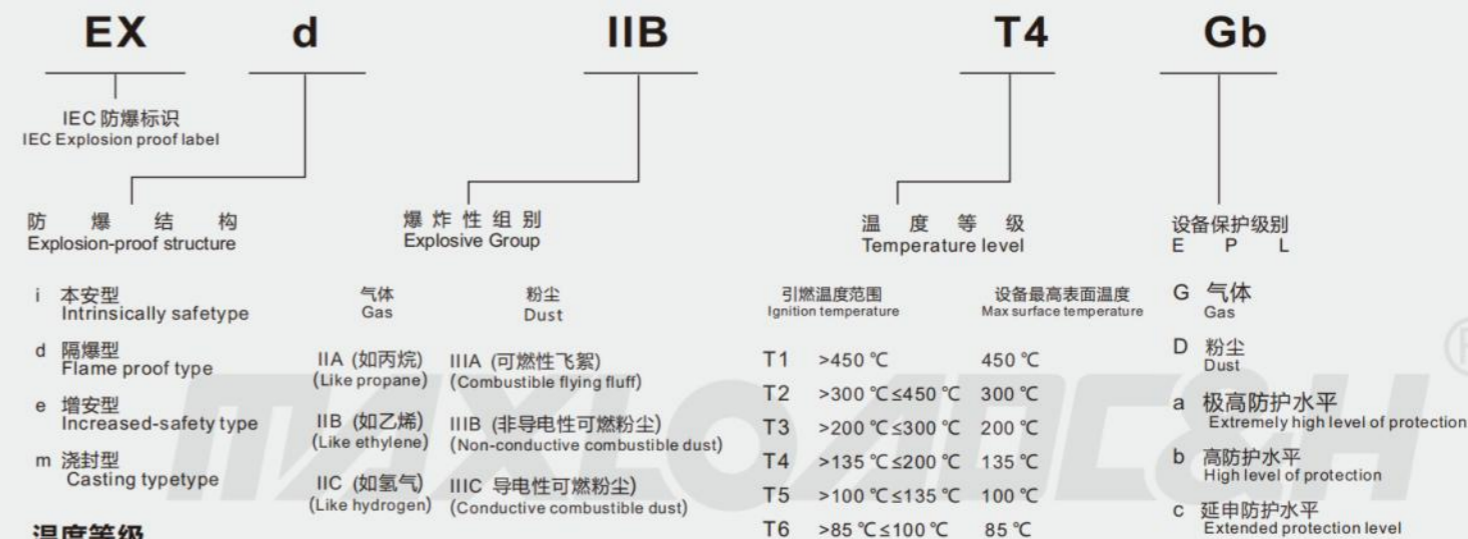 EX d IIB T4 Gb
IEC 防爆标识
IEC Explosion proof label
防爆结构
Explosion-proof structure
i 本安型
Intrinsically safetype
d 隔爆型
Flame proof type
e 增安型
Increased-safety type
m 浇封型
Casting typetype
爆炸性组别
Explosive Group
气体 粉尘
Gas Dust
IIA (如丙烷) IIIA (可燃性飞絮)
(Like propane) (Combustible flying fluff)
IIB (如乙烯) IIIB (非导电性可燃粉尘)
(Like ethylene) (Non-conductive combustible dust)
IIC (如氢气) IIIC 导电性可燃粉尘)
(Like hydrogen) (Conductive combustible dust)
温度等级
Temperature level
引燃温度范围 设备最高表面温度
Ignition temperature Max surface temperature
T1 >450 ℃ 450 ℃
T2 >300 ℃≤450 ℃ 300 ℃
T3 >200 ℃≤300 ℃ 200 ℃
T4 >135 ℃≤200 ℃ 135 ℃
T5 >100 ℃≤135 ℃ 100 ℃
T6 >85 ℃≤100 ℃ 85 ℃
设备保护级别
E P L
G 气体
Gas
D 粉尘
Dust
a 极高防护水平
Extremely high level of protection
b 高防护水平
High level of protection
c 延申防护水平
Extended protection level
温度等级
MAXLOADC&H®